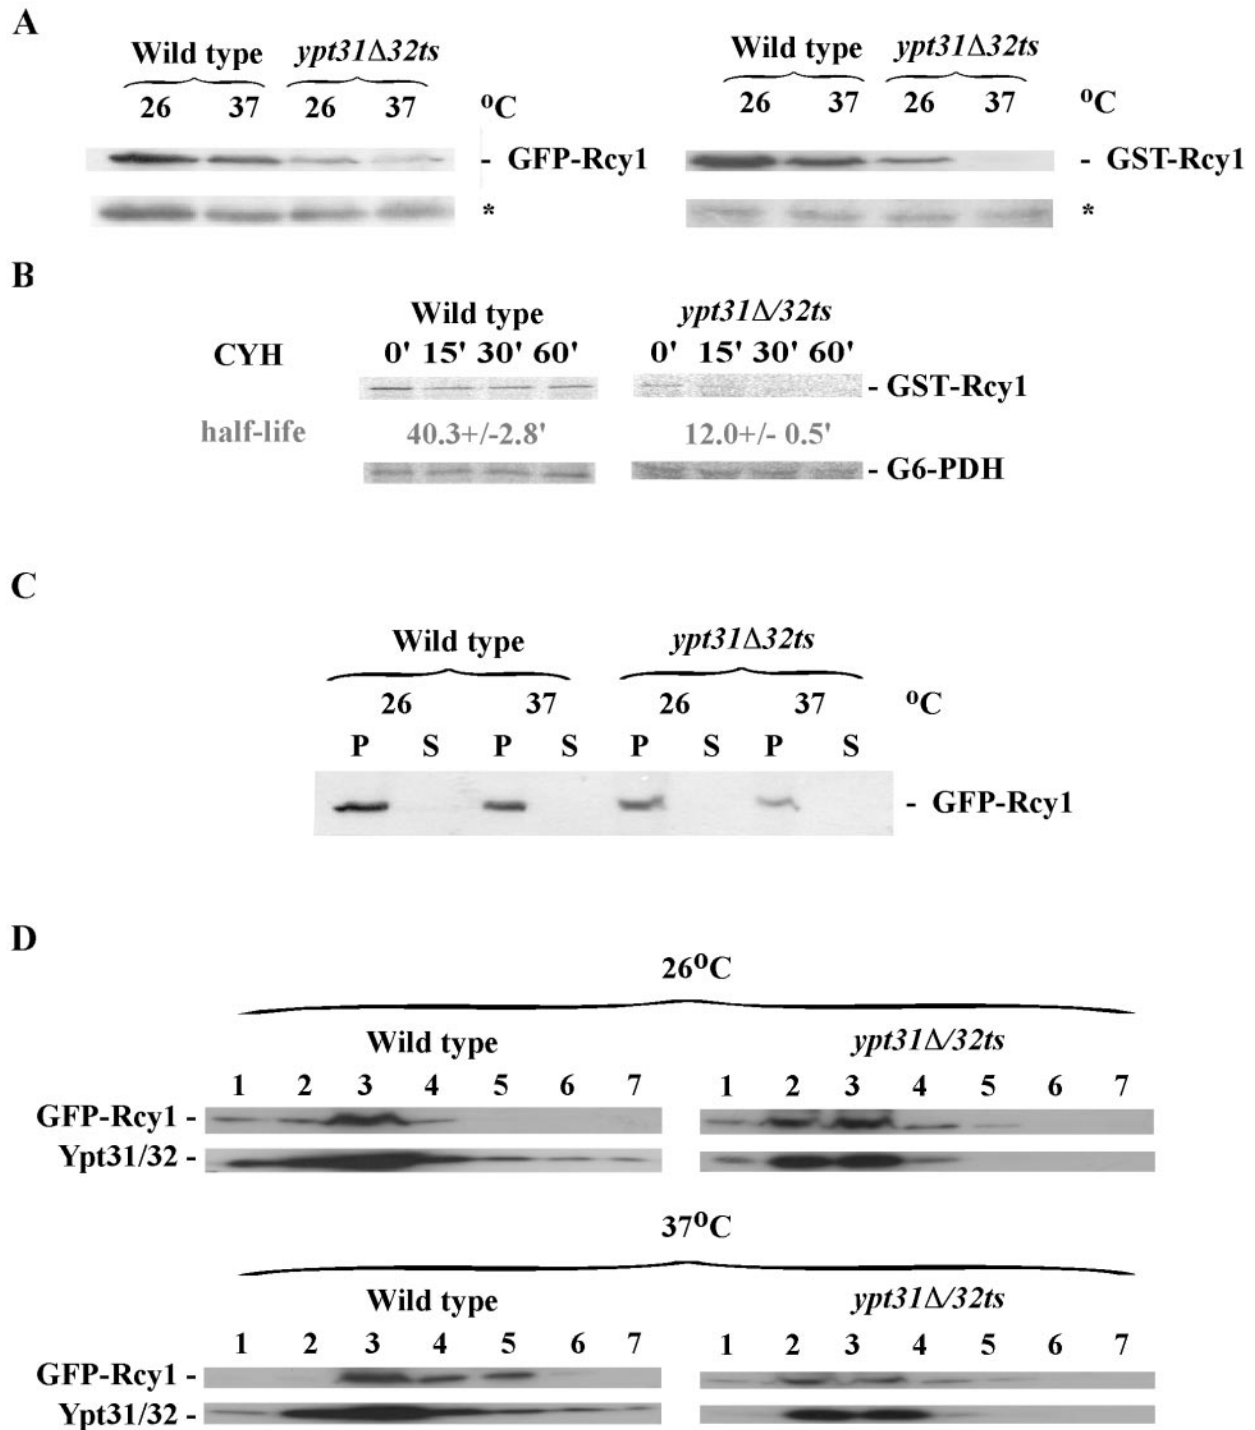 A
Wild type ypt31Δ32ts Wild type ypt31Δ32ts
26 37 26 37 ⁰C 26 37 26 37 ⁰C
- GFP-Rcy1 - GST-Rcy1
* *
B
Wild type ypt31Δ/32ts
CYH 0' 15' 30' 60' 0' 15' 30' 60'
- GST-Rcy1
half-life 40.3+/-2.8' 12.0+/- 0.5'
- G6-PDH
C
Wild type ypt31Δ32ts
26 37 26 37 ⁰C
P S P S P S P S
- GFP-Rcy1
D
26⁰C
Wild type ypt31Δ/32ts
1 2 3 4 5 6 7 1 2 3 4 5 6 7
GFP-Rcy1 -
Ypt31/32 -
37⁰C
Wild type ypt31Δ/32ts
1 2 3 4 5 6 7 1 2 3 4 5 6 7
GFP-Rcy1 -
Ypt31/32 -